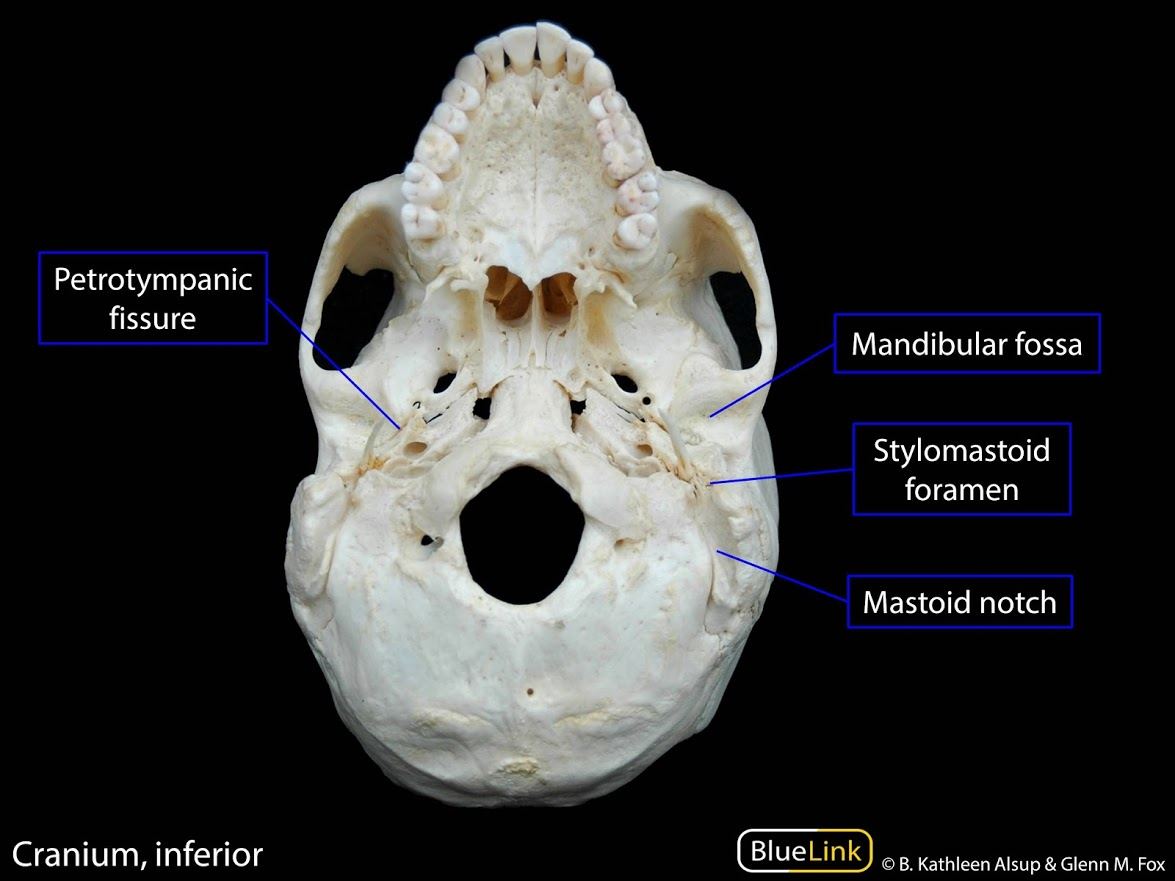 Petrotympanic
fissure
Mandibular fossa
Stylomastoid
foramen
Mastoid notch
Cranium, inferior
BlueLink
© B. Kathleen Alsup & Glenn M. Fox